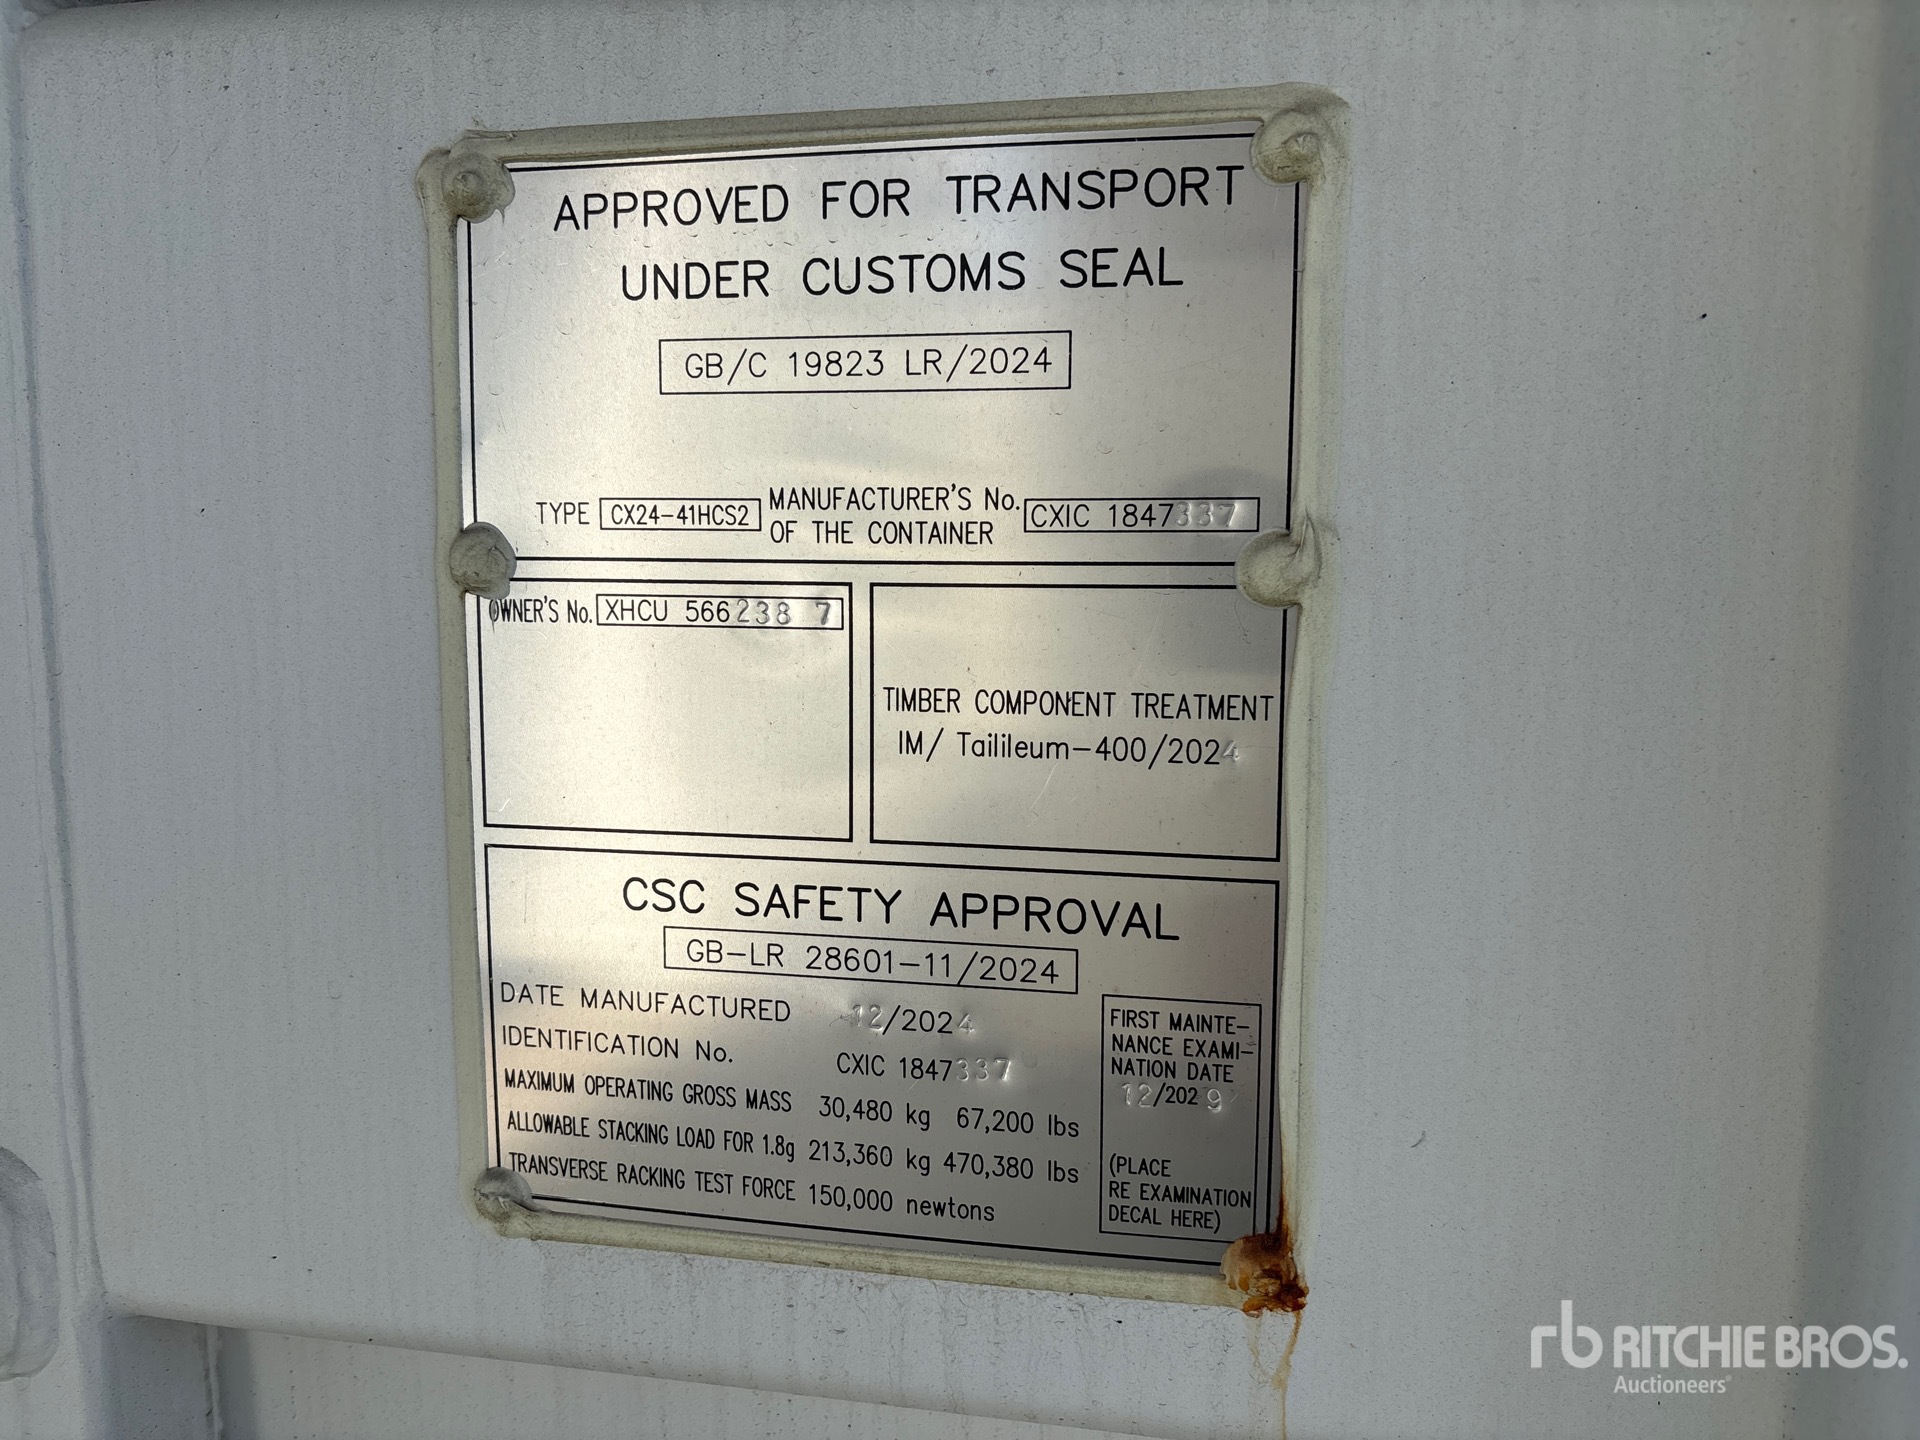 APPROVED FOR TRANSPORT
UNDER CUSTOMS SEAL
GB/C 19823 LR/2024
TYPE CX24-41HCS2 MANUFACTURER'S No. OF THE CONTAINER CXIC 1847337
OWNER'S No. XHCU 566238 7
TIMBER COMPONENT TREATMENT
IM/ Tailileum-400/2024
CSC SAFETY APPROVAL
GB-LR 28601-11/2024
DATE MANUFACTURED 12/2024
IDENTIFICATION No. CXIC 1847337
MAXIMUM OPERATING GROSS MASS 30,480 kg 67,200 lbs
ALLOWABLE STACKING LOAD FOR 1.8g 213,360 kg 470,380 lbs
TRANSVERSE RACKING TEST FORCE 150,000 newtons
FIRST MAINTE-
NANCE EXAMI-
NATION DATE
12/2029
(PLACE
RE EXAMINATION
DECAL HERE)
rb RITCHIE BROS.
Auctioneers